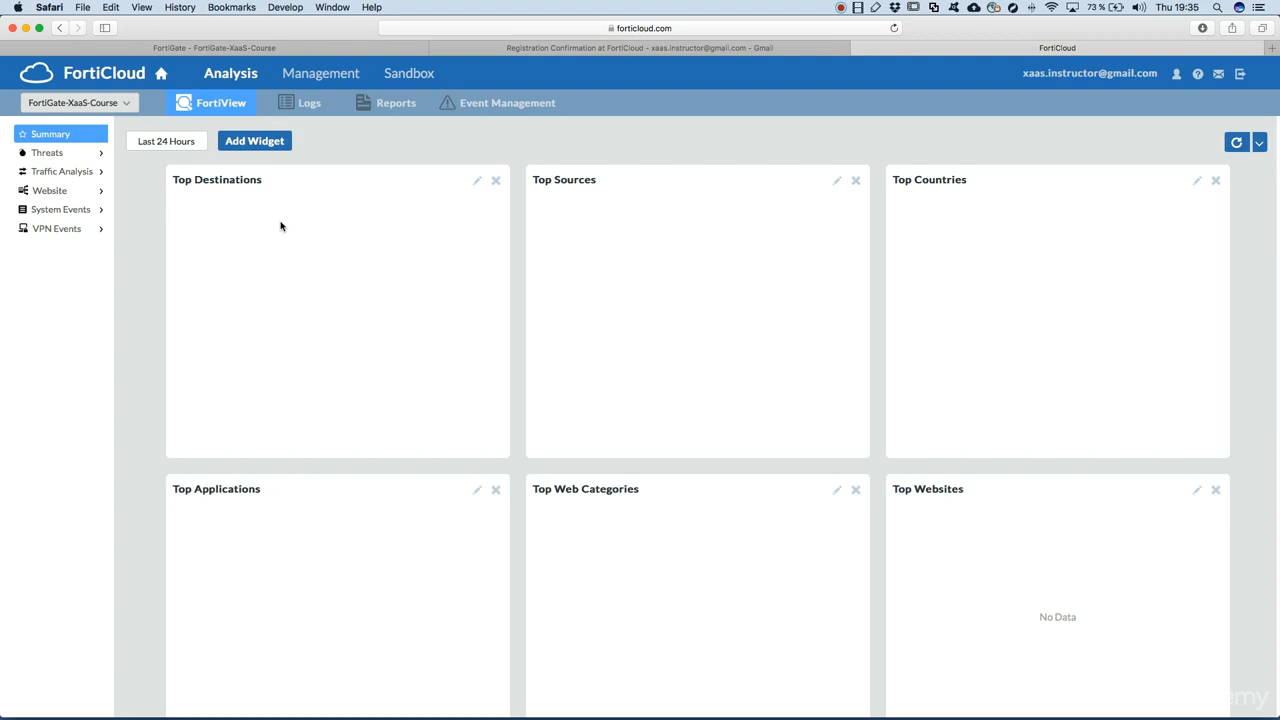 Safari File Edit View History Bookmarks Develop Window Help 73 % Thu 19:35
forticloud.com
FortiGate - FortiGate-XaaS-Course Registration Confirmation at FortiCloud - xaas.instructor@gmail.com - Gmail FortiCloud
FortiCloud Analysis Management Sandbox xaas.instructor@gmail.com
FortiGate-XaaS-Course FortiView Logs Reports Event Management
Summary
Threats
Traffic Analysis
Website
System Events
VPN Events
Last 24 Hours Add Widget
Top Destinations Top Sources Top Countries
Top Applications Top Web Categories Top Websites
No Data